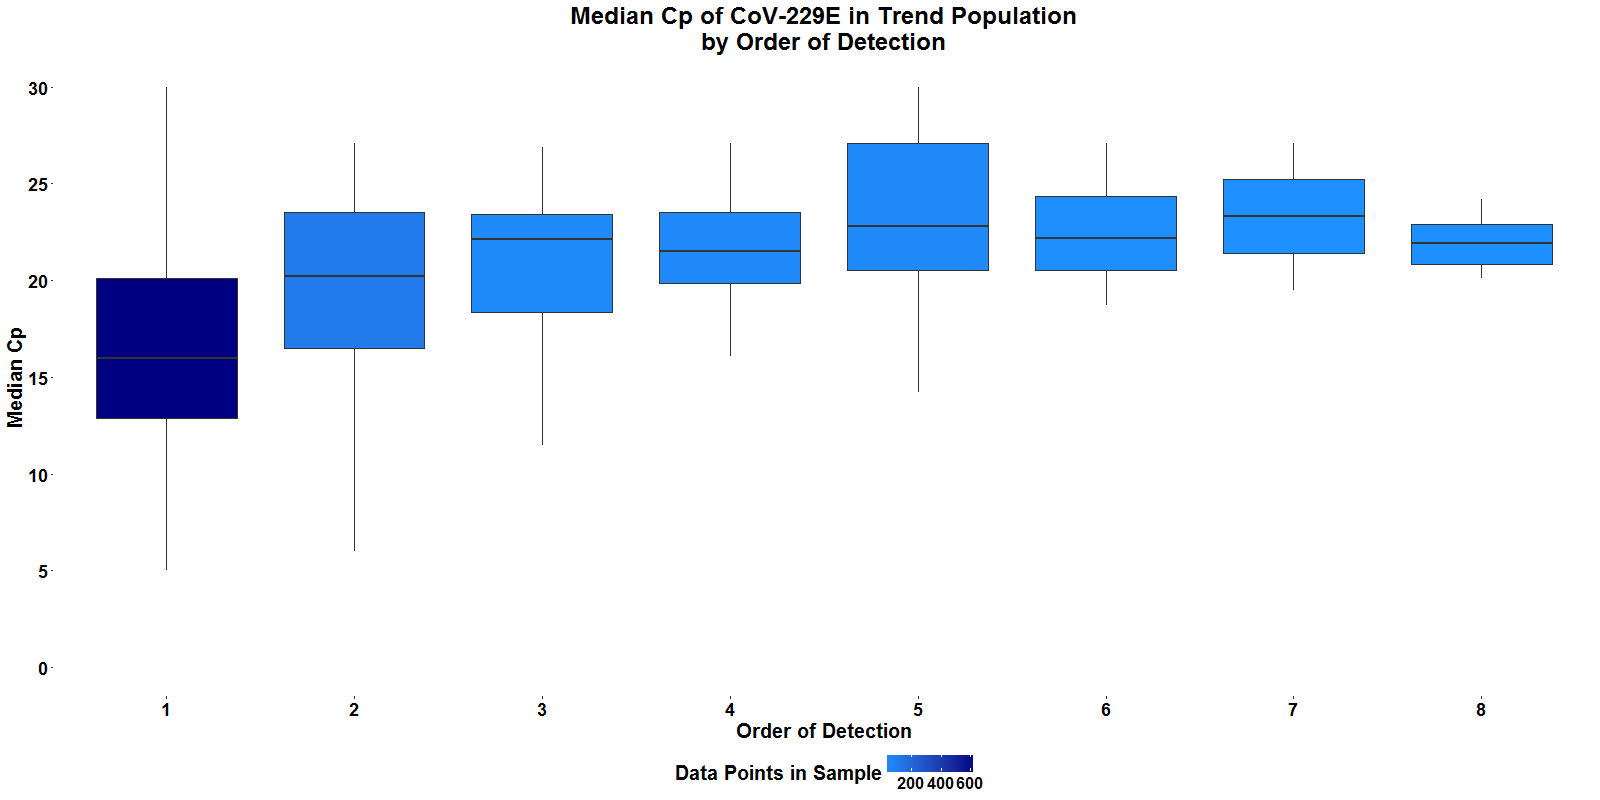 Median Cp of CoV-229E in Trend Population
by Order of Detection
30
25
20
15
10
5
0
Median Cp
1 2 3 4 5 6 7 8
Order of Detection
Data Points in Sample
200 400 600